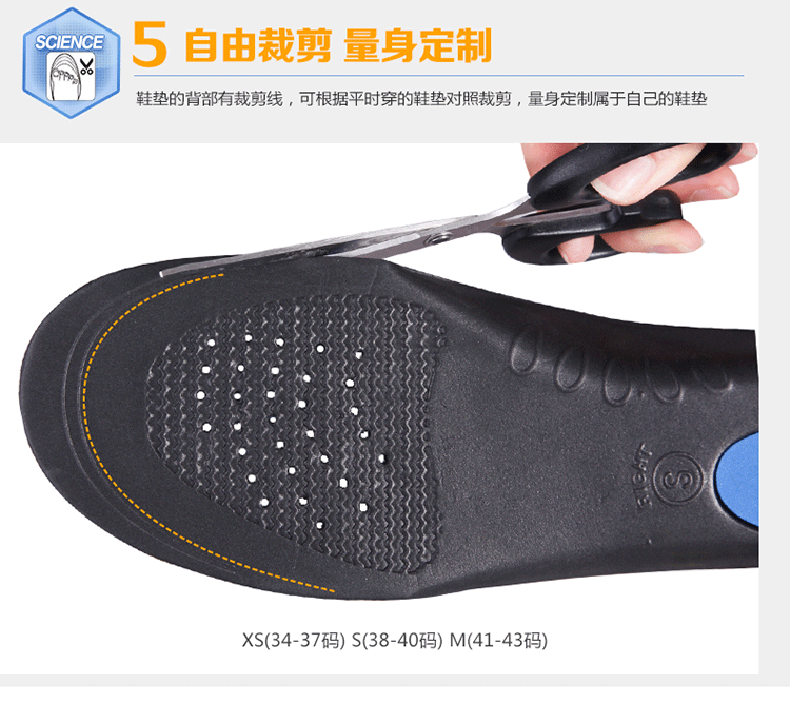 SCIENCE
5 自由裁剪 量身定制
鞋垫的背部有裁剪线，可根据平时穿的鞋垫对照裁剪，量身定制属于自己的鞋垫
RIGHT
S
XS(34-37码) S(38-40码) M(41-43码)